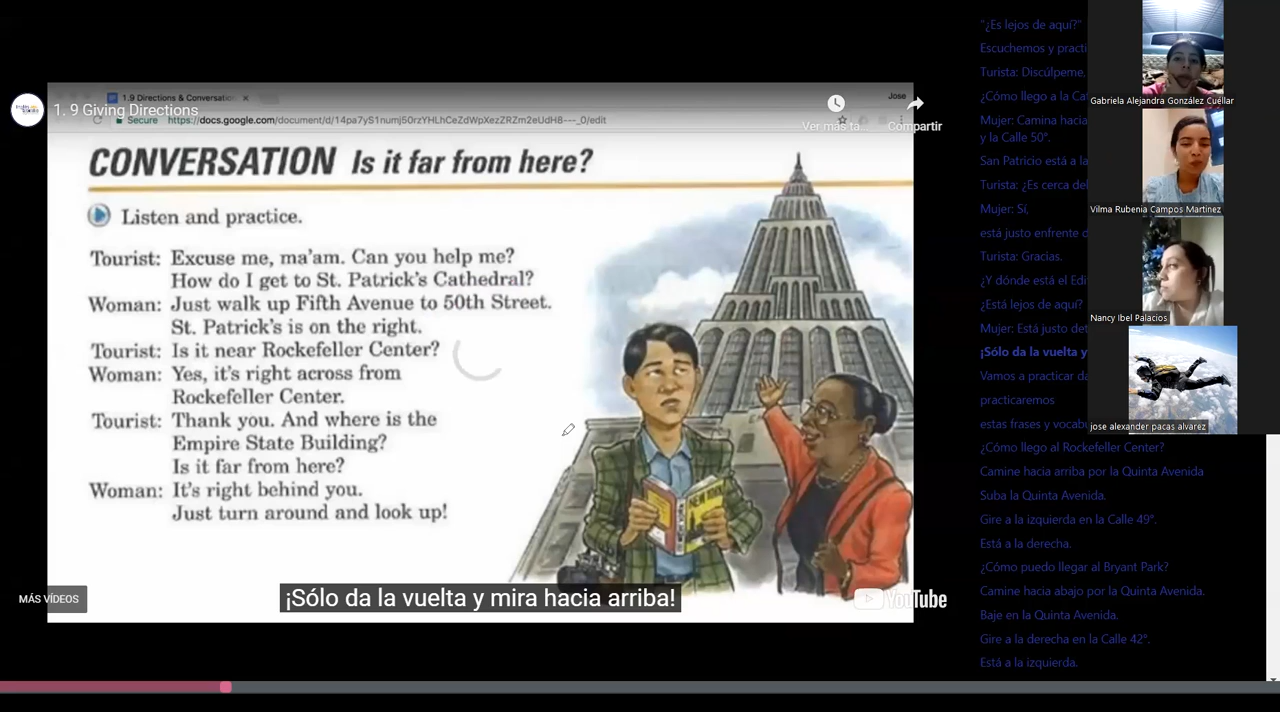 1. 9 Giving Directions
1.9 Directions & Conversatio
Jose
Secure
https://docs.google.com/document/d/14pa7yS1numj50rzYHLhCeZdWpXezZRZm2eUdH8---_0/edit
Ver más ta...
Compartir
CONVERSATION Is it far from here?
Listen and practice.
Tourist: Excuse me, ma'am. Can you help me?
How do I get to St. Patrick's Cathedral?
Woman: Just walk up Fifth Avenue to 50th Street.
St. Patrick's is on the right.
Tourist: Is it near Rockefeller Center?
Woman: Yes, it's right across from
Rockefeller Center.
Tourist: Thank you. And where is the
Empire State Building?
Is it far from here?
Woman: It's right behind you.
Just turn around and look up!
NEW YORK
MÁS VÍDEOS
¡Sólo da la vuelta y mira hacia arriba!
YouTube
"¿Es lejos de aquí?"
Escuchemos y practi
Turista: Discúlpeme,
¿Cómo llego a la Ca
Mujer: Camina hacia
y la Calle 50°.
San Patricio está a la
Turista: ¿Es cerca del
Mujer: Sí,
está justo enfrente d
Turista: Gracias.
¿Y dónde está el Edi
¿Está lejos de aquí?
Mujer: Está justo det
¡Sólo da la vuelta y
Vamos a practicar da
practicaremos
estas frases y vocabu
¿Cómo llego al Rockefeller Center?
Camine hacia arriba por la Quinta Avenida
Suba la Quinta Avenida.
Gire a la izquierda en la Calle 49°.
Está a la derecha.
¿Cómo puedo llegar al Bryant Park?
Camine hacia abajo por la Quinta Avenida.
Baje en la Quinta Avenida.
Gire a la derecha en la Calle 42°.
Está a la izquierda.
Gabriela Alejandra González Cuéllar
Vilma Rubenia Campos Martinez
Nancy Ibel Palacios
jose alexander pacas alvarez